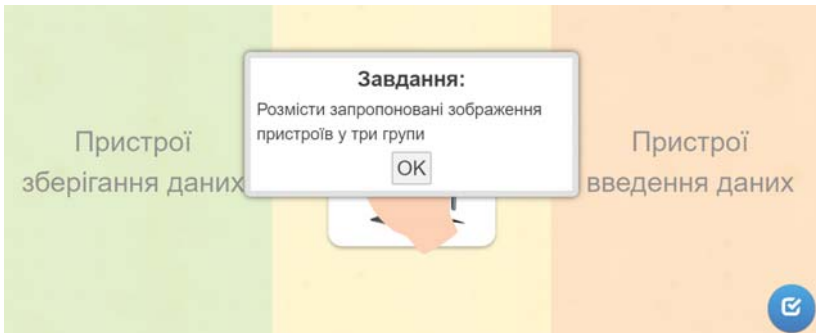 Завдання:
Розмісти запропоновані зображення
пристроїв у три групи
OK
Пристрої
зберігання даних
Пристрої
введення даних